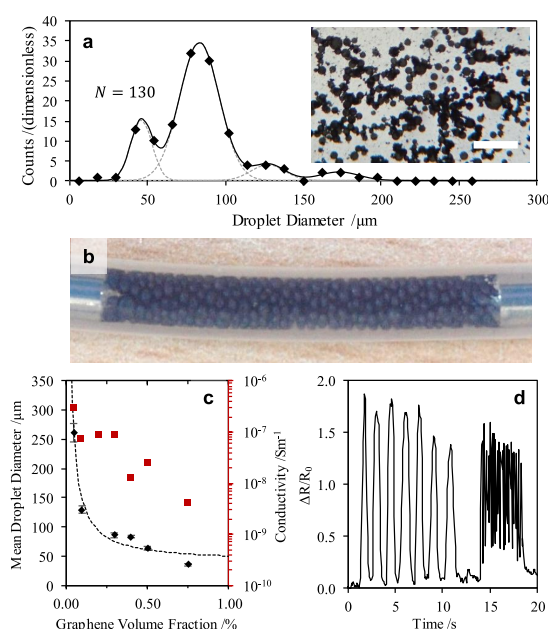 a
N = 130
Counts /(dimensionless)
40
35
30
25
20
15
10
5
0
0 50 100 150 200 250 300
Droplet Diameter /µm
b
c
Mean Droplet Diameter /µm
350
300
250
200
150
100
50
0
0.00 0.50 1.00
Graphene Volume Fraction /%
10⁻⁶
10⁻⁷
10⁻⁸
10⁻⁹
10⁻¹⁰
Conductivity /Sm⁻¹
d
ΔR/R₀
2.0
1.5
1.0
0.5
0.0
0 5 10 15 20
Time /s